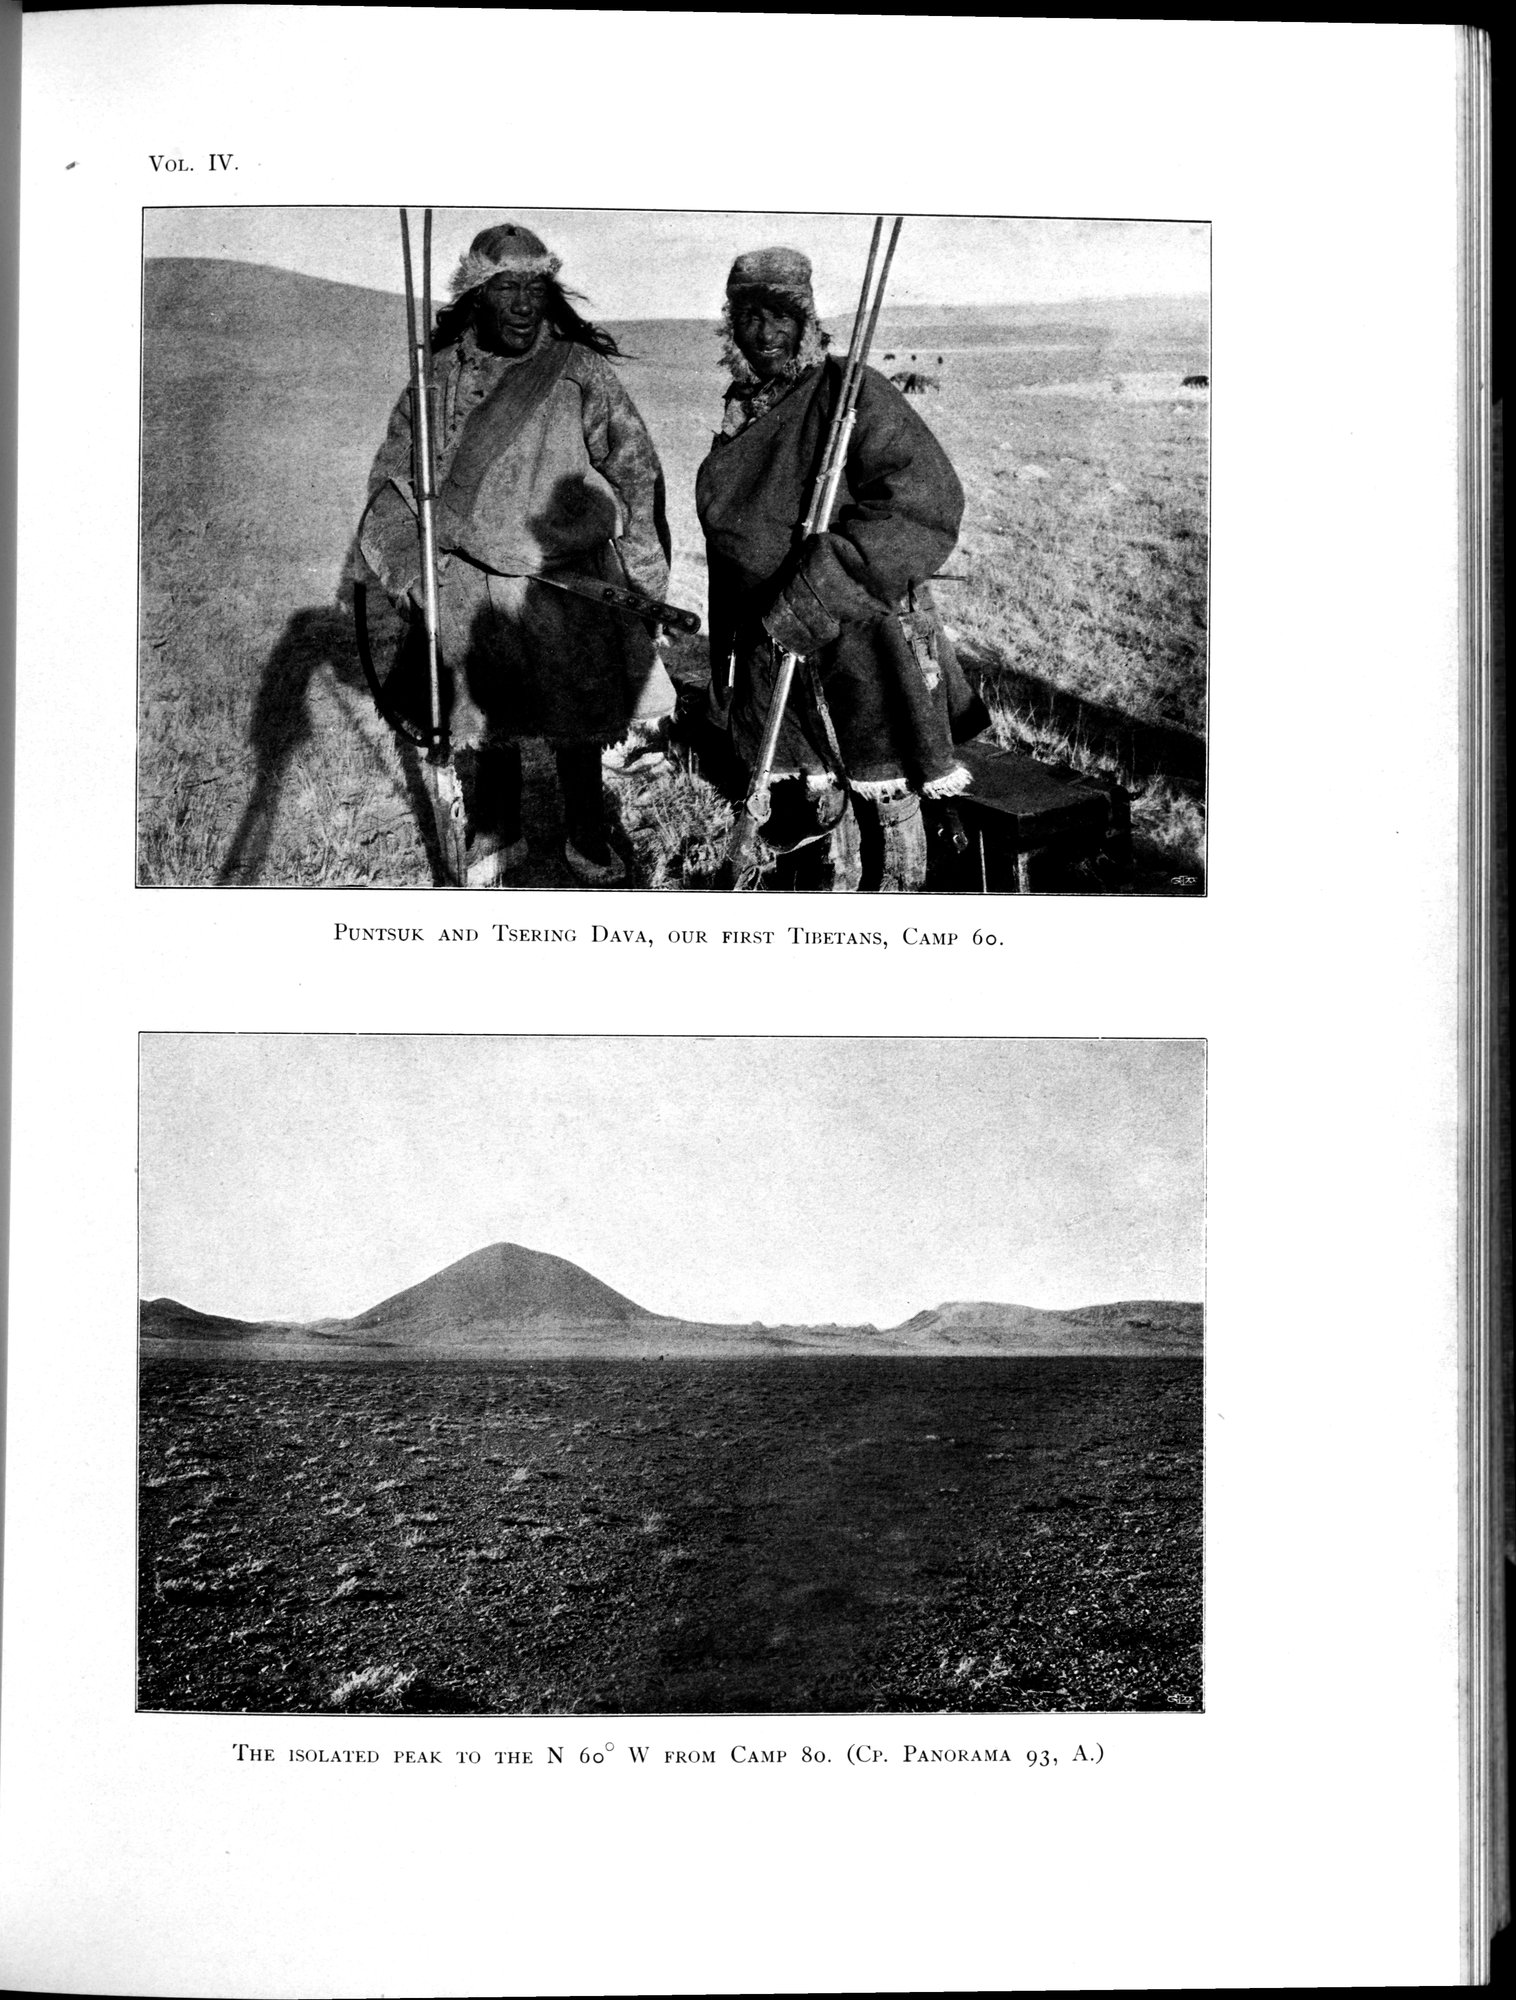 Vol. IV.
Puntsuk and Tsering Dava, our first Tibetans, Camp 60.
The isolated peak to the N 60° W from Camp 80. (Cp. Panorama 93, A.)